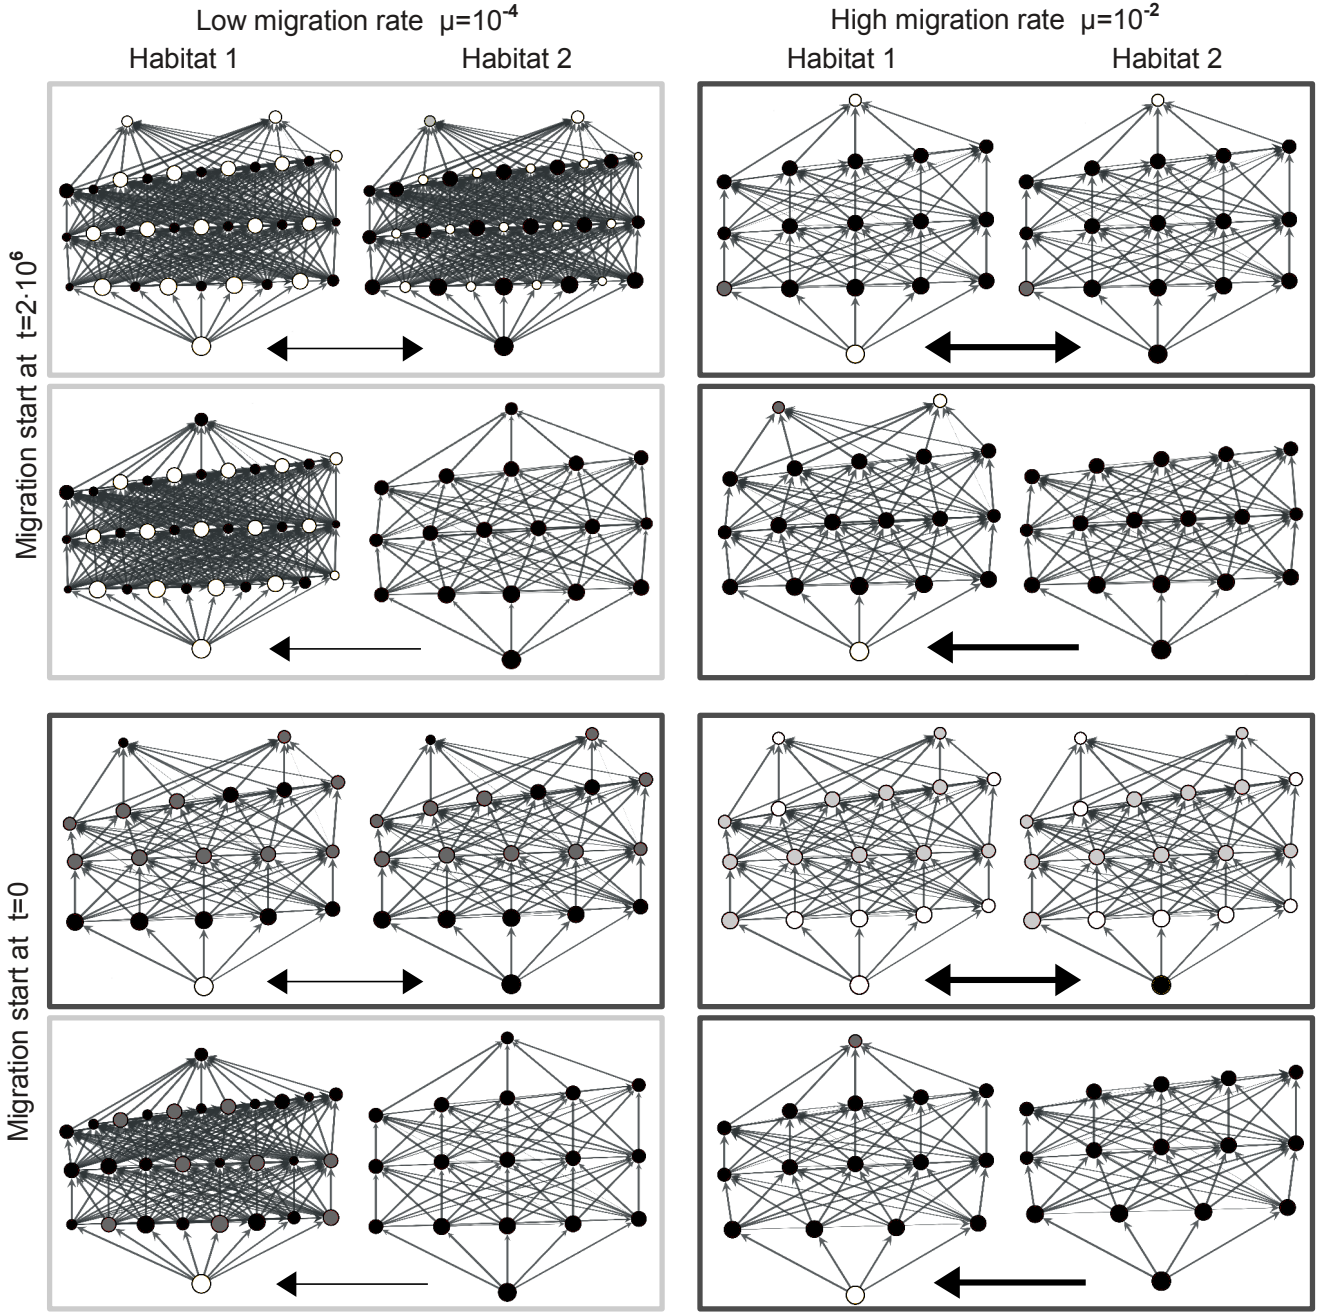 Low migration rate μ=10⁻⁴
High migration rate μ=10⁻²
Habitat 1
Habitat 2
Habitat 1
Habitat 2
Migration start at t=2·10⁶
Migration start at t=0